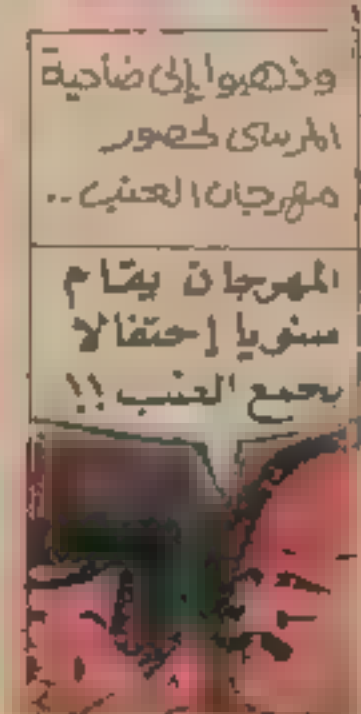 وذهبوا إلى ضاحية
المرسى لحضور
مهرجان العنب..
المهرجان يقام
سنويا إحتفالا
بجمع العنب !!